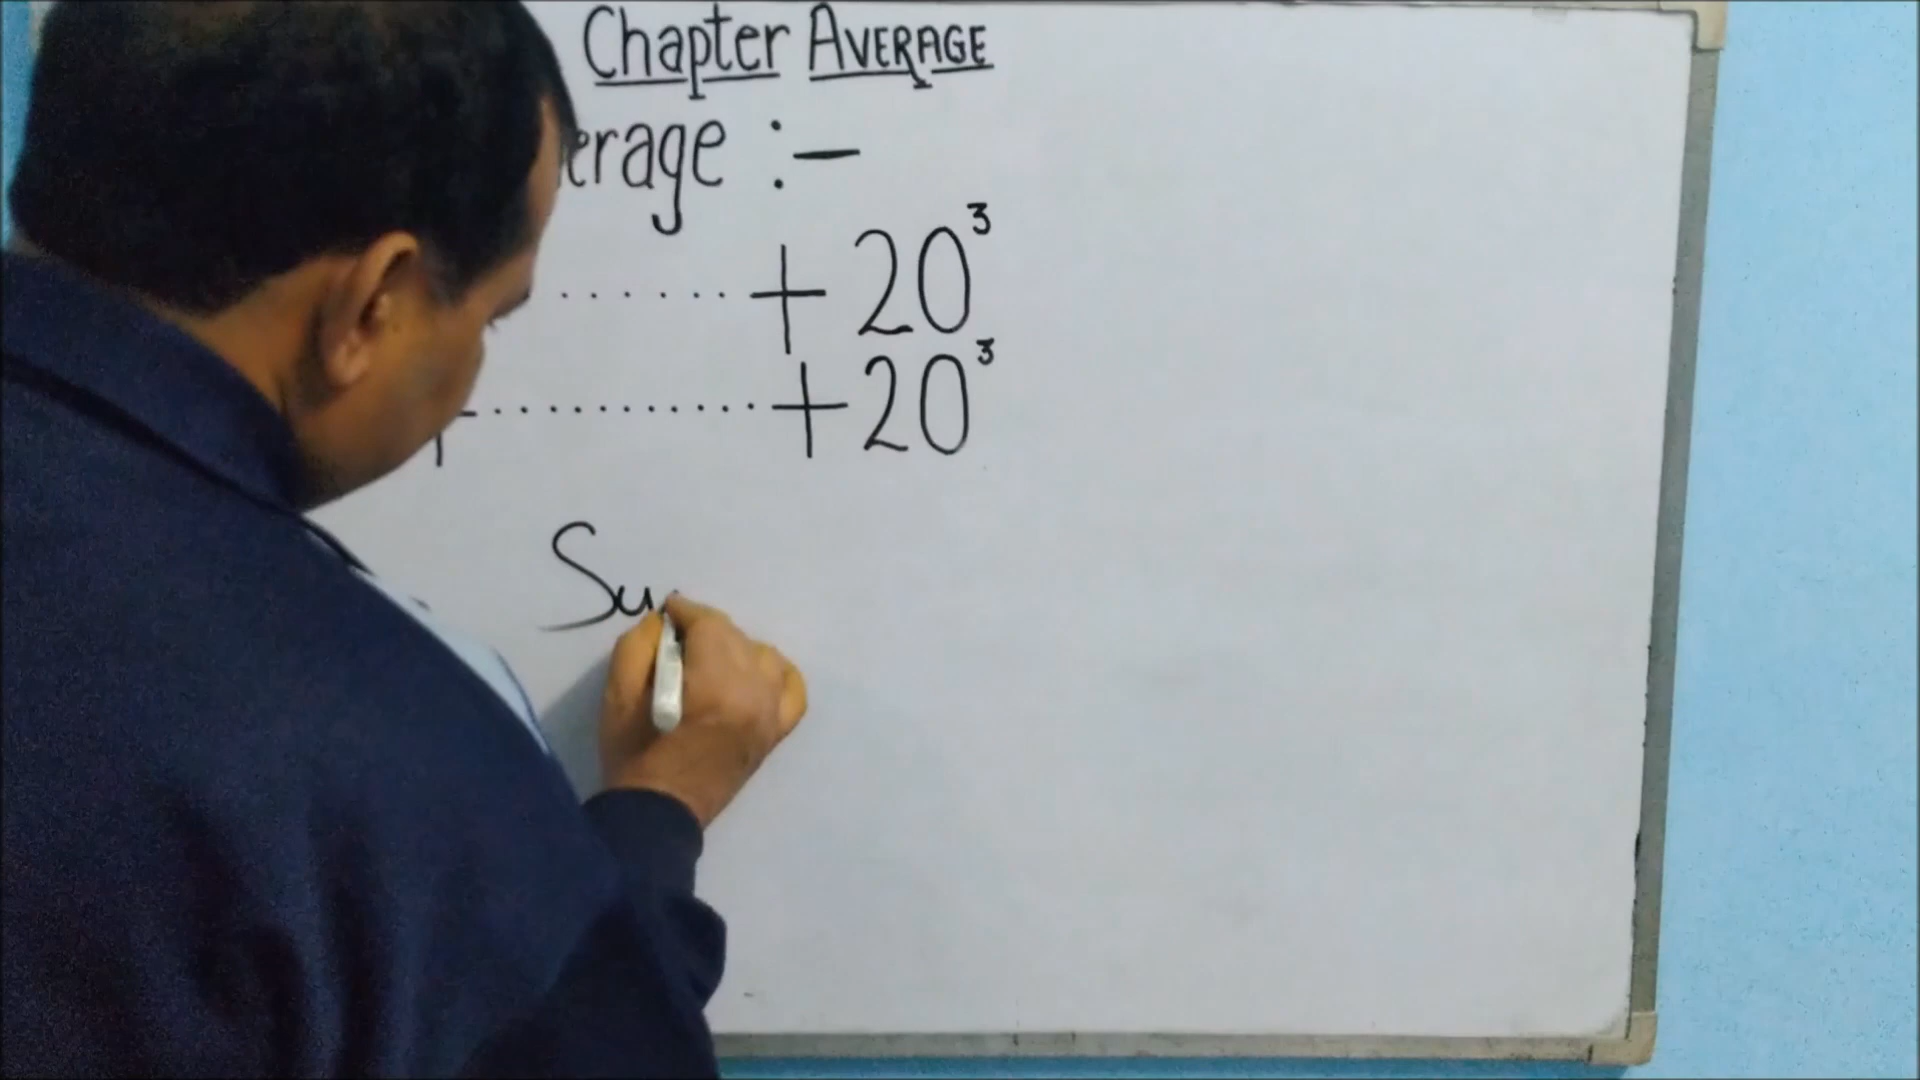 Chapter AVERAGE
erage :-
....... + 20³
+ ............ + 20³
Su